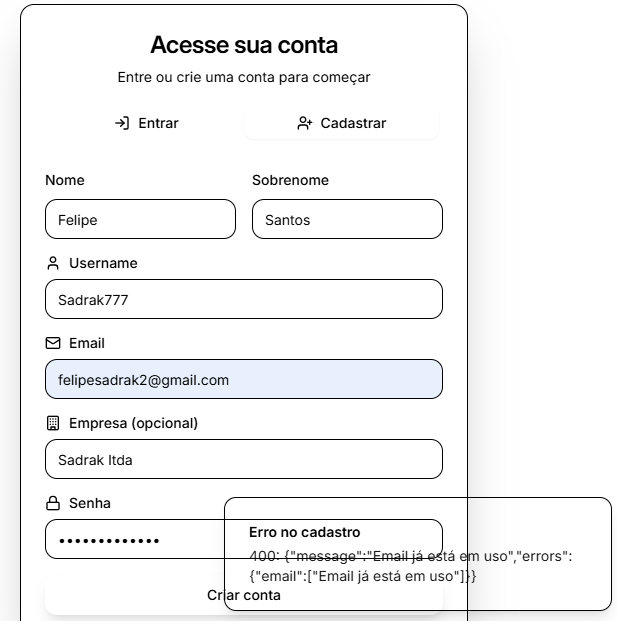 Acesse sua conta
Entre ou crie uma conta para começar
Entrar
Cadastrar
Nome
Sobrenome
Felipe
Santos
Username
Sadrak777
Email
felipesadrak2@gmail.com
Empresa (opcional)
Sadrak ltda
Senha
•••••••••••••
Erro no cadastro
400: {"message":"Email já está em uso","errors":
{"email":["Email já está em uso"]}}
Criar conta